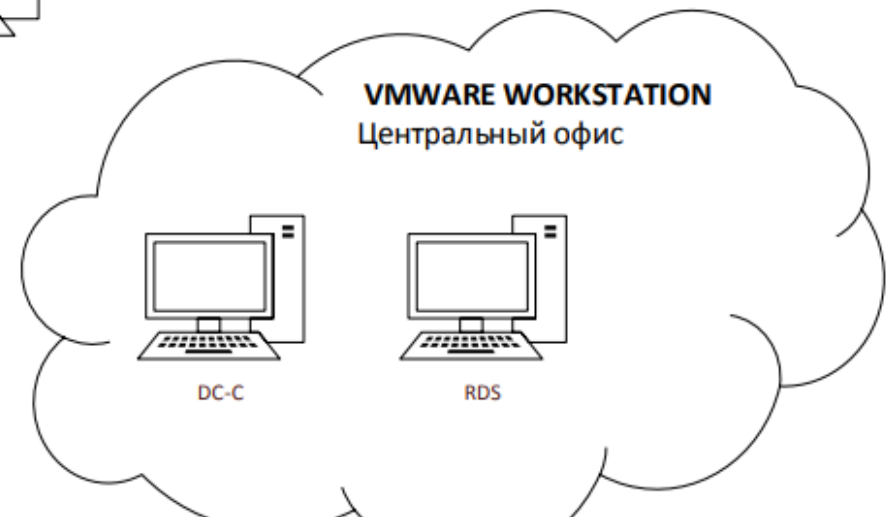 VMWARE WORKSTATION
Центральный офис
DC-C
RDS